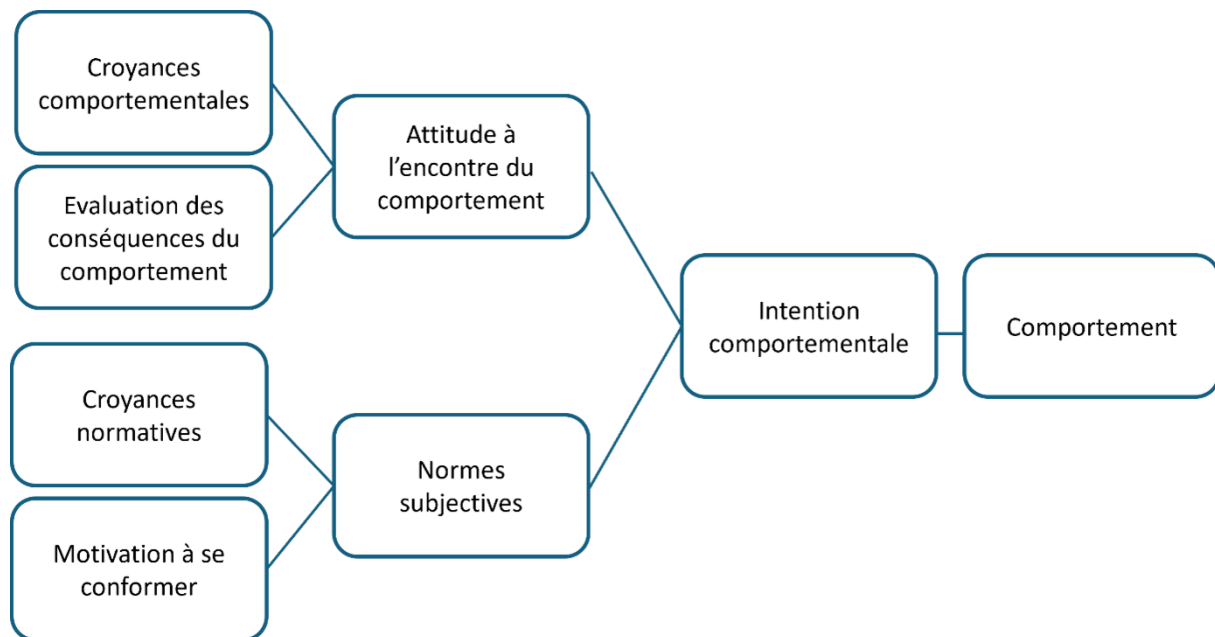 Croyances
comportementales
Evaluation des
conséquences du
comportement
Attitude à
l’encontre du
comportement
Croyances
normatives
Motivation à se
conformer
Normes
subjectives
Intention
comportementale
Comportement